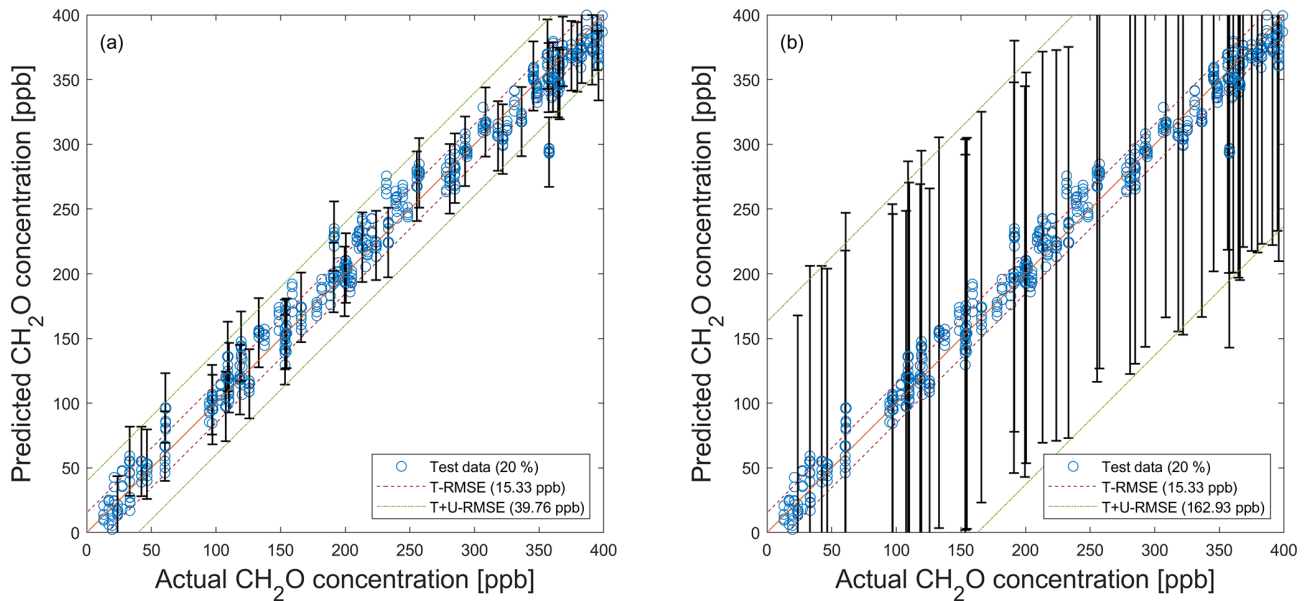 (a)
Predicted CH2O concentration [ppb]
400
350
300
250
200
150
100
50
0
0 50 100 150 200 250 300 350 400
Actual CH2O concentration [ppb]
Test data (20 %)
T-RMSE (15.33 ppb)
T+U-RMSE (39.76 ppb)
(b)
Predicted CH2O concentration [ppb]
400
350
300
250
200
150
100
50
0
0 50 100 150 200 250 300 350 400
Actual CH2O concentration [ppb]
Test data (20 %)
T-RMSE (15.33 ppb)
T+U-RMSE (162.93 ppb)